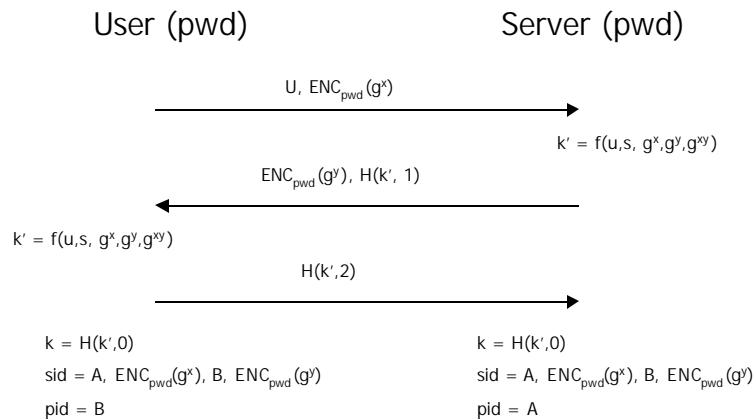 User (pwd)
Server (pwd)
U, ENCpwd(gˣ)
k' = f(u,s, gˣ,gʸ,gˣʸ)
ENCpwd(gʸ), H(k', 1)
k' = f(u,s, gˣ,gʸ,gˣʸ)
H(k',2)
k = H(k',0)
sid = A, ENCpwd(gˣ), B, ENCpwd(gʸ)
pid = B
k = H(k',0)
sid = A, ENCpwd(gˣ), B, ENCpwd(gʸ)
pid = A